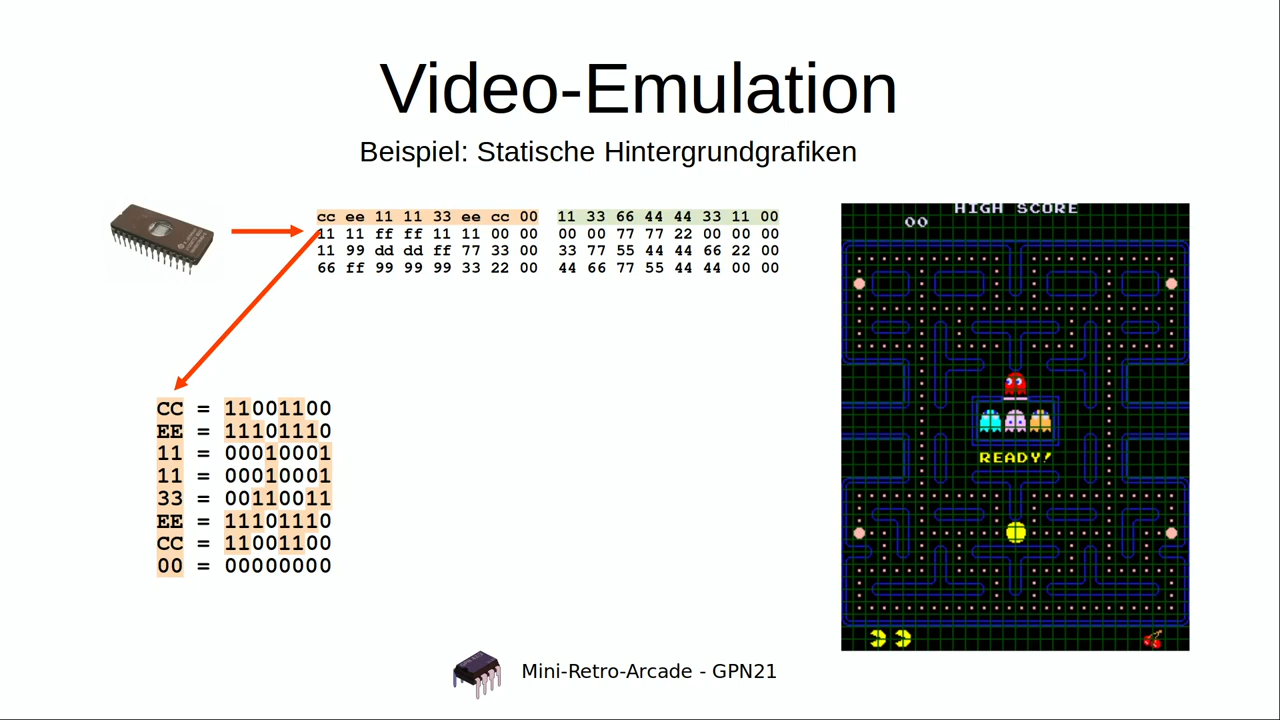 Video-Emulation
Beispiel: Statische Hintergrundgrafiken
cc ee 11 11 33 ee cc 00 11 33 66 44 44 33 11 00
11 11 ff ff 11 11 00 00 00 00 77 77 22 00 00 00
11 99 dd dd ff 77 33 00 33 77 55 44 44 66 22 00
66 ff 99 99 99 33 22 00 44 66 77 55 44 44 00 00
CC = 11001100
EE = 11101110
11 = 00010001
11 = 00010001
33 = 00110011
EE = 11101110
CC = 11001100
00 = 00000000
HIGH SCORE
00
READY!
Mini-Retro-Arcade - GPN21